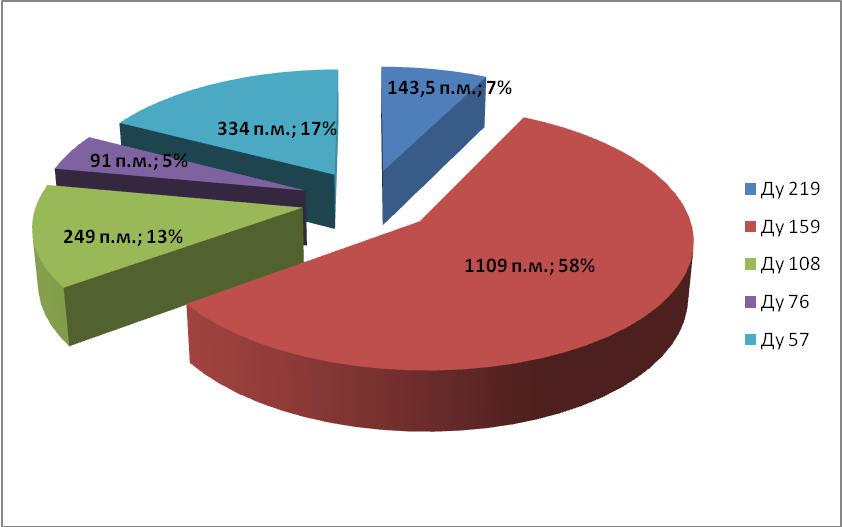 143,5 п.м.; 7%
334 п.м.; 17%
91 п.м.; 5%
249 п.м.; 13%
1109 п.м.; 58%
Ду 219
Ду 159
Ду 108
Ду 76
Ду 57